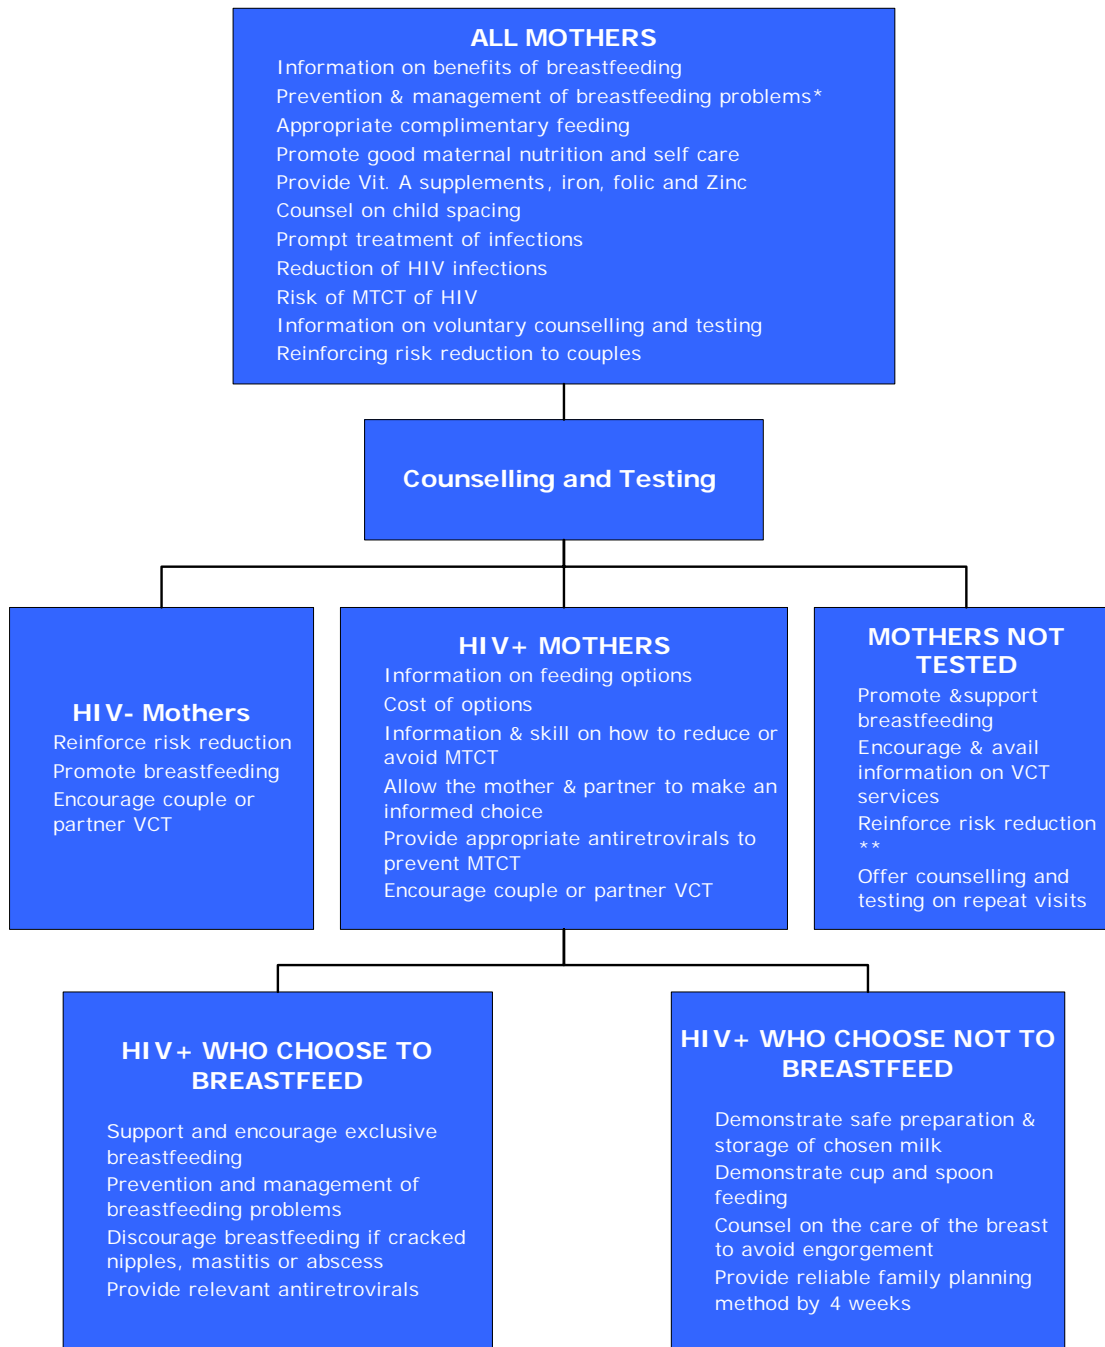 ALL MOTHERS
Information on benefits of breastfeeding
Prevention & management of breastfeeding problems*
Appropriate complimentary feeding
Promote good maternal nutrition and self care
Provide Vit. A supplements, iron, folic and Zinc
Counsel on child spacing
Prompt treatment of infections
Reduction of HIV infections
Risk of MTCT of HIV
Information on voluntary counselling and testing
Reinforcing risk reduction to couples
Counselling and Testing
HIV- Mothers
Reinforce risk reduction
Promote breastfeeding
Encourage couple or
partner VCT
HIV+ MOTHERS
Information on feeding options
Cost of options
Information & skill on how to reduce or
avoid MTCT
Allow the mother & partner to make an
informed choice
Provide appropriate antiretrovirals to
prevent MTCT
Encourage couple or partner VCT
MOTHERS NOT
TESTED
Promote &support
breastfeeding
Encourage & avail
information on VCT
services
Reinforce risk reduction
**
Offer counselling and
testing on repeat visits
HIV+ WHO CHOOSE TO
BREASTFEED
Support and encourage exclusive
breastfeeding
Prevention and management of
breastfeeding problems
Discourage breastfeeding if cracked
nipples, mastitis or abscess
Provide relevant antiretrovirals
HIV+ WHO CHOOSE NOT TO
BREASTFEED
Demonstrate safe preparation &
storage of chosen milk
Demonstrate cup and spoon
feeding
Counsel on the care of the breast
to avoid engorgement
Provide reliable family planning
method by 4 weeks